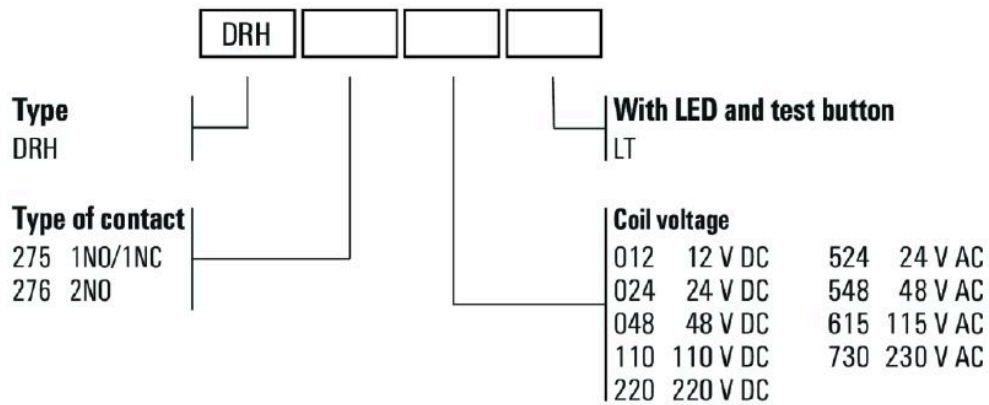 DRH
Type
DRH
With LED and test button
LT
Type of contact
275 1NO/1NC
276 2NO
Coil voltage
012 12 V DC 524 24 V AC
024 24 V DC 548 48 V AC
048 48 V DC 615 115 V AC
110 110 V DC 730 230 V AC
220 220 V DC